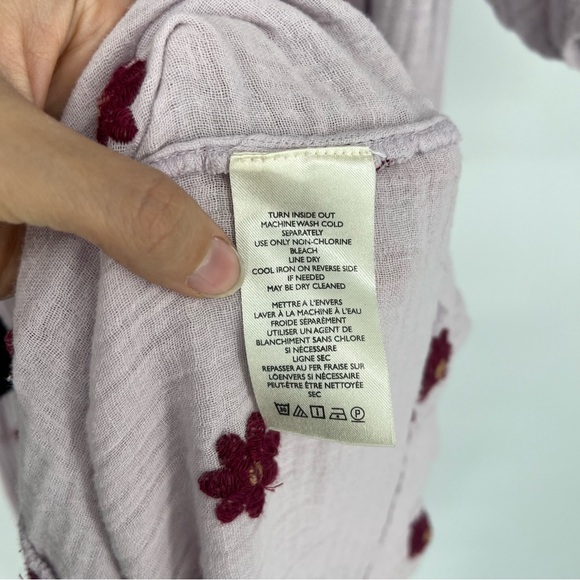 TURN INSIDE OUT
MACHINE WASH COLD
SEPARATELY
USE ONLY NON-CHLORINE
BLEACH
LINE DRY
COOL IRON ON REVERSE SIDE
IF NEEDED
MAY BE DRY CLEANED
METTRE A L'ENVERS
LAVER À LA MACHINE À L'EAU
FROIDE SÉPARÉMENT
UTILISER UN AGENT DE
BLANCHIMENT SANS CHLORE
SI NÉCESSAIRE
LIGNE SEC
REPASSER AU FER FRAISE SUR
LOENVERS SI NÉCESSAIRE
PEUT-ÊTRE ÊTRE NETTOYÉE
SEC
P